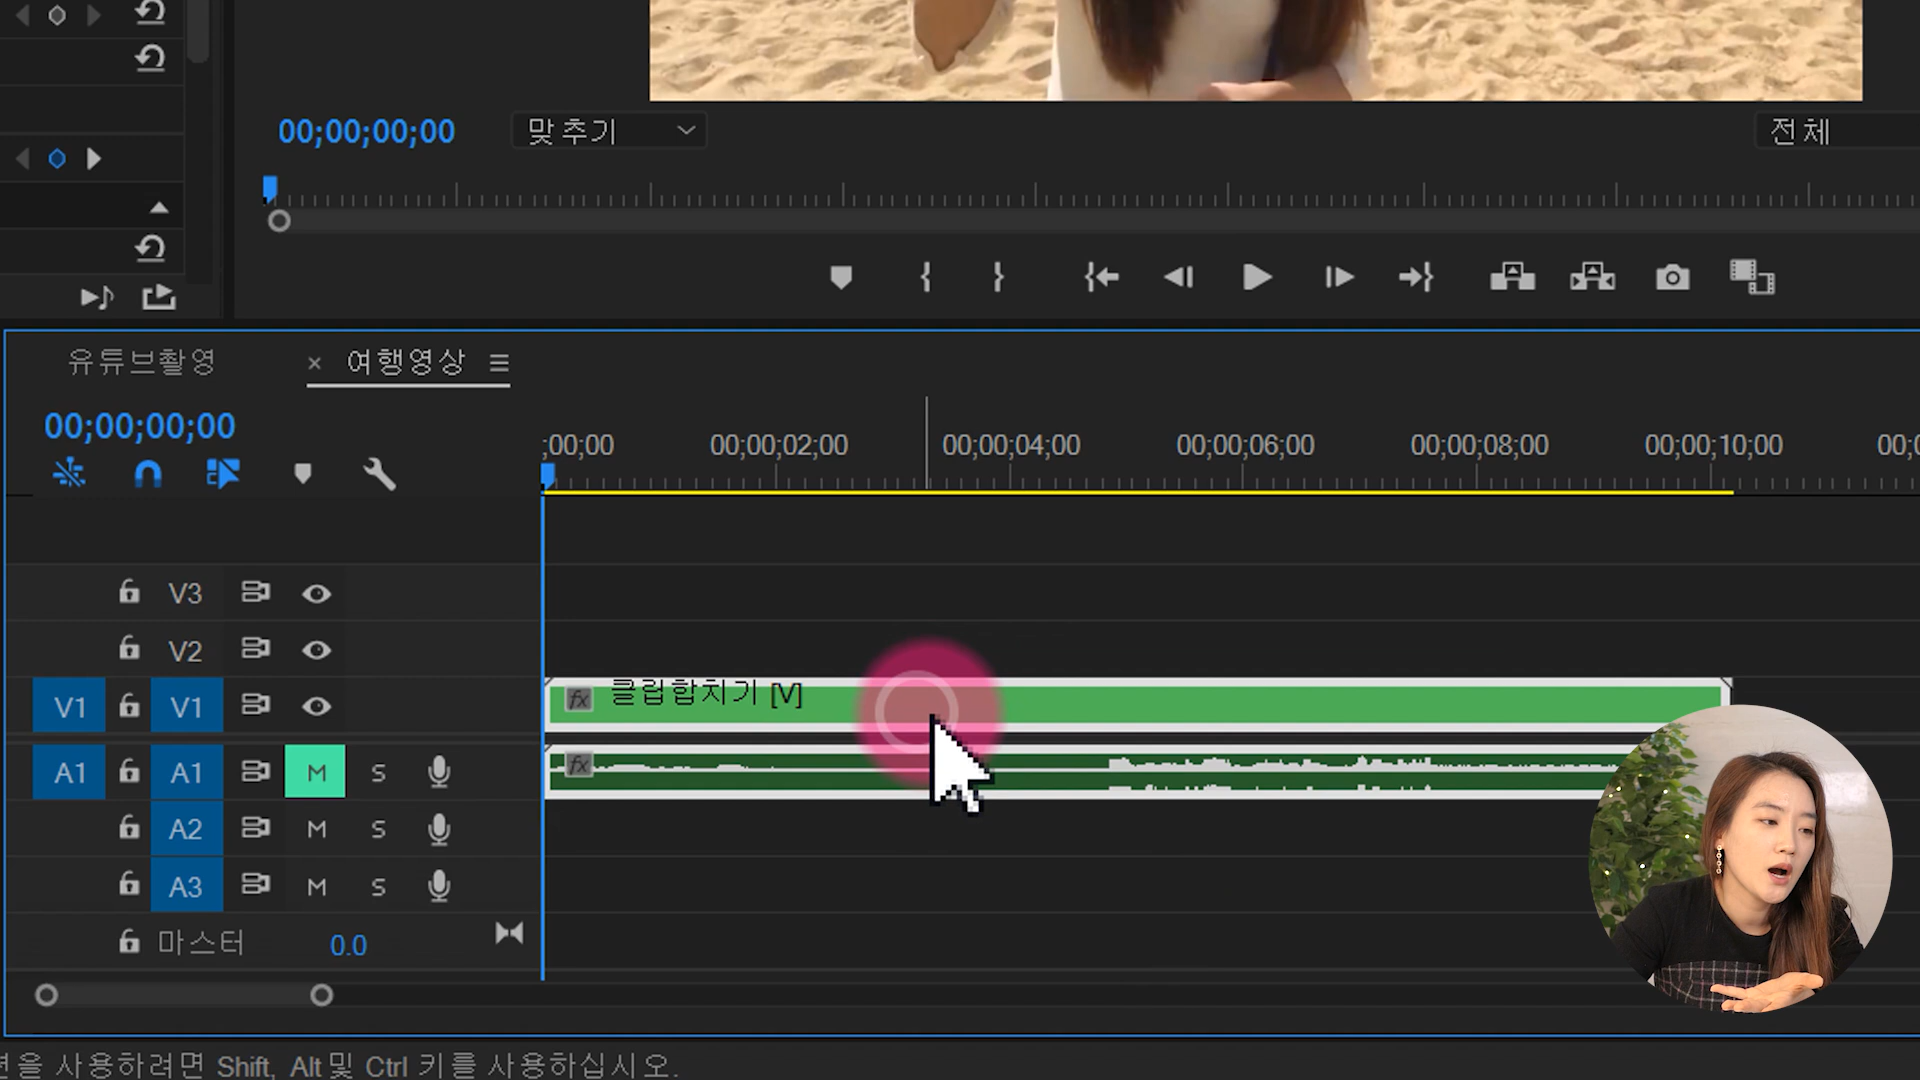 00;00;00;00
맞추기
전체
유튜브촬영
× 여행영상
00;00;00;00
;00;00
00;00;02;00
00;00;04;00
00;00;06;00
00;00;08;00
00;00;10;00
V3
V2
V1
V1
fx 클립합치기 [V]
A1
A1
M
S
fx
A2
M
S
A3
M
S
마스터
0.0
사용하려면 Shift, Alt 및 Ctrl 키를 사용하십시오.